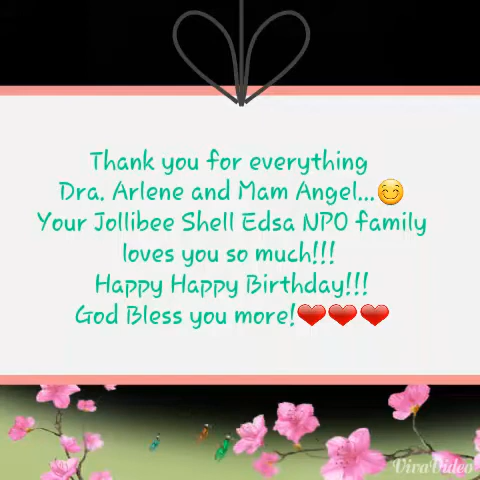 Thank you for everything
Dra. Arlene and Mam Angel...😊
Your Jollibee Shell Edsa NPO family
loves you so much!!!
Happy Happy Birthday!!!
God Bless you more!❤❤❤
ViraVideo